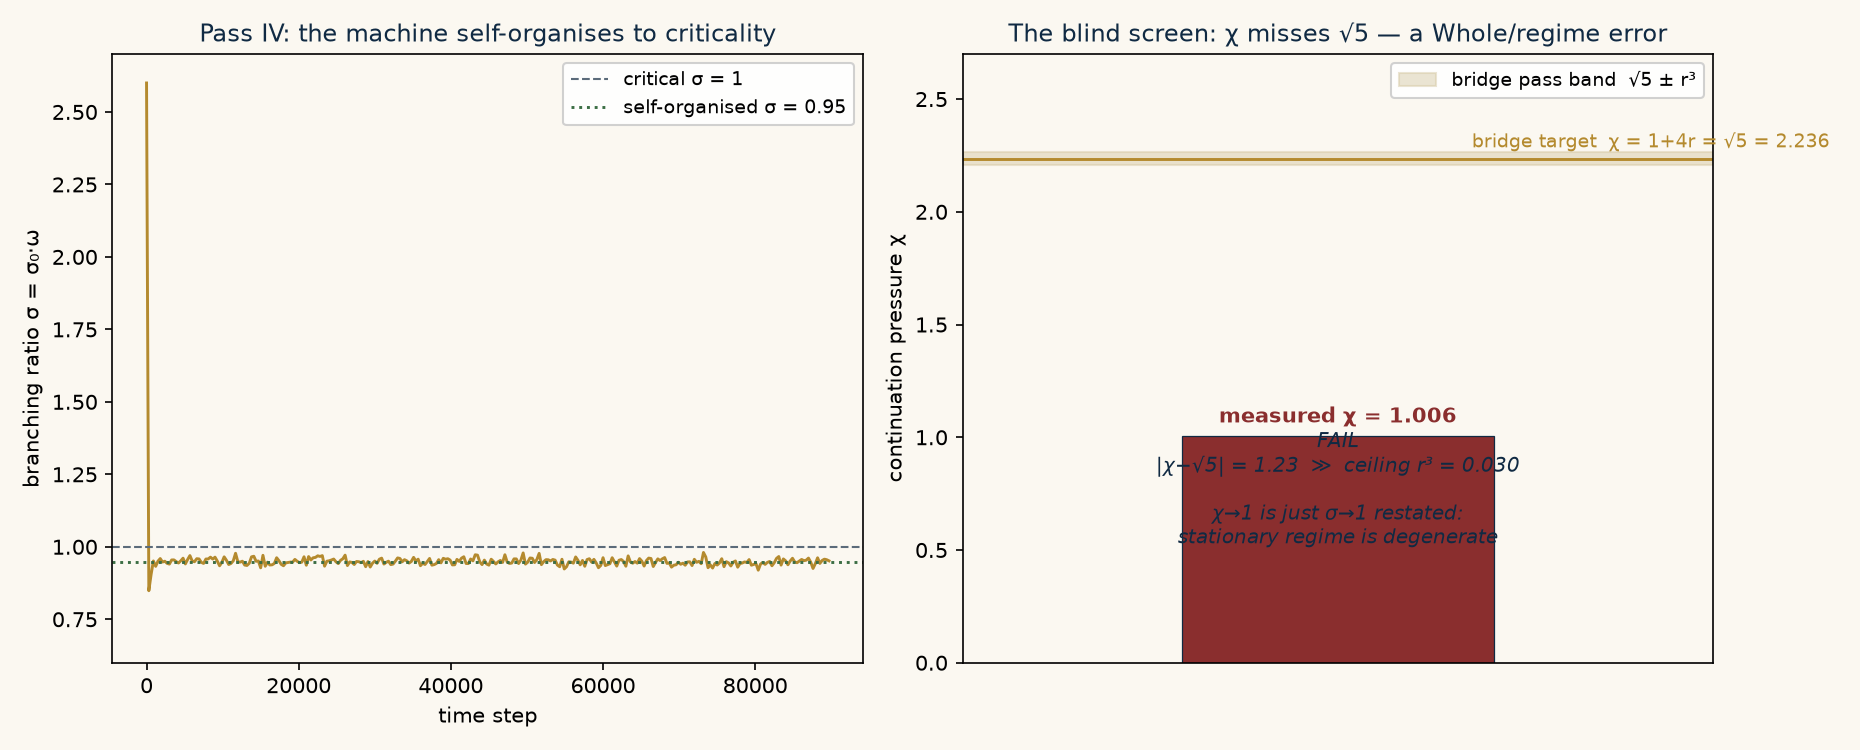 Pass IV: the machine self-organises to criticality
critical σ = 1
self-organised σ = 0.95
2.50
2.25
2.00
1.75
1.50
1.25
1.00
0.75
branching ratio σ = σ₀·ω
0
20000
40000
60000
80000
time step
The blind screen: χ misses √5 — a Whole/regime error
bridge pass band √5 ± r³
bridge target χ = 1+4r = √5 = 2.236
2.5
2.0
1.5
1.0
0.5
0.0
continuation pressure χ
measured χ = 1.006
FAIL
|χ−√5| = 1.23 ≫ ceiling r³ = 0.030
χ→1 is just σ→1 restated:
stationary regime is degenerate